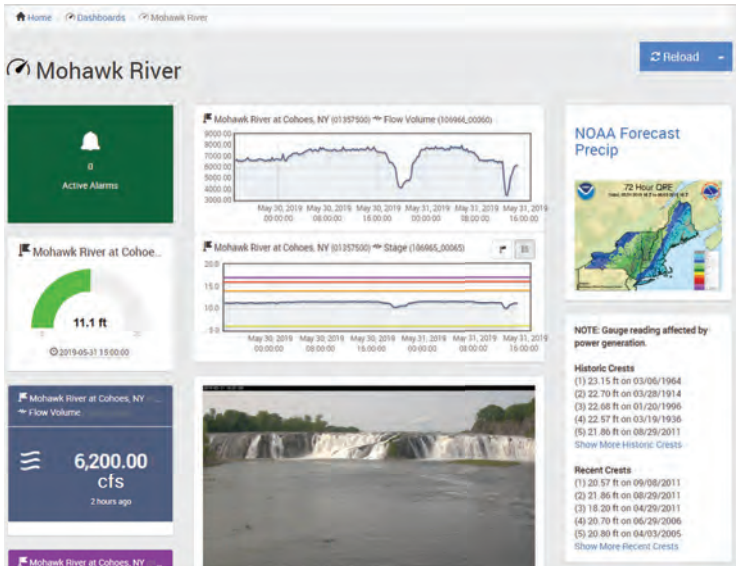 Home Dashboards Mohawk River
Mohawk River
Reload
0
Active Alarms
Mohawk River at Cohoe...
11.1 ft
2019-05-31 15:00:00
Mohawk River at Cohoes, NY
Flow Volume
6,200.00
cfs
2 hours ago
Mohawk River at Cohoes, NY
Mohawk River at Cohoes, NY (01357500) Flow Volume (106966_00060)
9000.00
8000.00
7000.00
6000.00
5000.00
4000.00
3000.00
May 30, 2019 May 30, 2019 May 30, 2019 May 31, 2019 May 31, 2019 May 31, 2019
00:00:00 08:00:00 16:00:00 00:00:00 08:00:00 16:00:00
Mohawk River at Cohoes, NY (01357500) Stage (106965_00065)
20.0
15.0
10.0
5.0
May 30, 2019 May 30, 2019 May 30, 2019 May 31, 2019 May 31, 2019 May 31, 2019
00:00:00 08:00:00 16:00:00 00:00:00 08:00:00 16:00:00
NOAA Forecast
Precip
72 Hour QPE
NOTE: Gauge reading affected by
power generation.
Historic Crests
(1) 23.15 ft on 03/06/1964
(2) 22.70 ft on 03/28/1914
(3) 22.68 ft on 01/20/1996
(4) 22.57 ft on 03/19/1936
(5) 21.86 ft on 08/29/2011
Show More Historic Crests
Recent Crests
(1) 20.57 ft on 09/08/2011
(2) 21.86 ft on 08/29/2011
(3) 18.20 ft on 04/29/2011
(4) 20.70 ft on 06/29/2006
(5) 20.80 ft on 04/03/2005
Show More Recent Crests